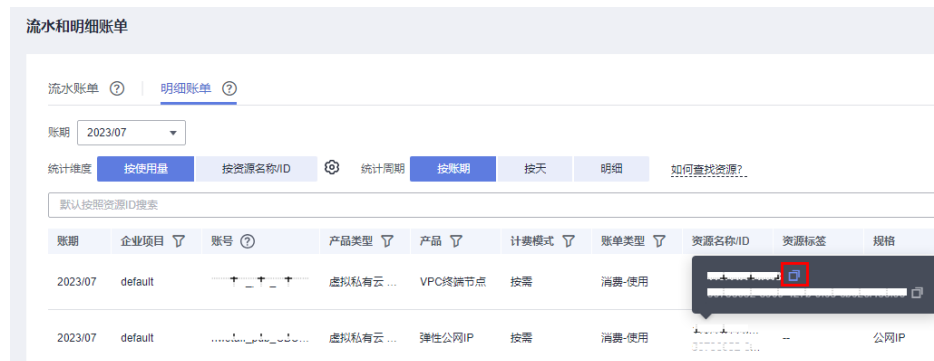 流水和明细账单
流水账单 明细账单
账期 2023/07
统计维度 按使用量 按资源名称/ID 统计周期 按账期 按天 明细 如何查找资源?
默认按照资源ID搜索
账期 企业项目 账号 产品类型 产品 计费模式 账单类型 资源名称/ID 资源标签 规格
2023/07 default 虚拟私有云 ... VPC终端节点 按需 消费-使用
2023/07 default 虚拟私有云 ... 弹性公网IP 按需 消费-使用 -- 公网IP